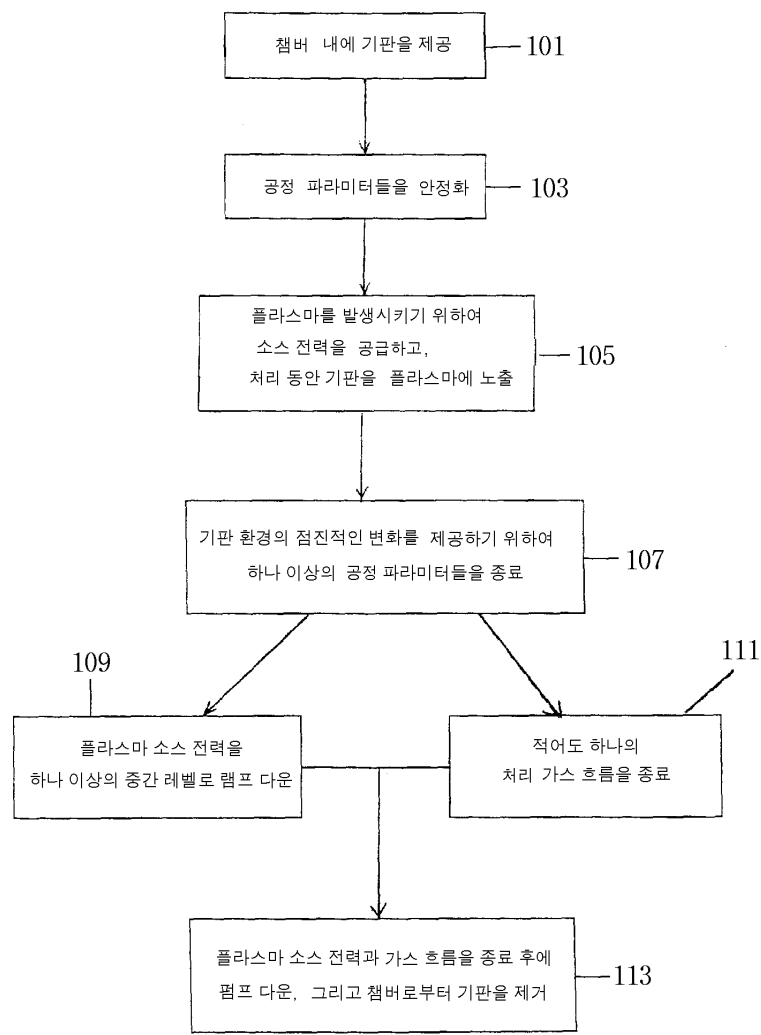 챔버 내에 기판을 제공
101
공정 파라미터들을 안정화
103
플라스마를 발생시키기 위하여
소스 전력을 공급하고,
처리 동안 기판을 플라스마에 노출
105
기판 환경의 점진적인 변화를 제공하기 위하여
하나 이상의 공정 파라미터들을 종료
107
109
플라스마 소스 전력을
하나 이상의 중간 레벨로 램프 다운
111
적어도 하나의
처리 가스 흐름을 종료
플라스마 소스 전력과 가스 흐름을 종료 후에
펌프 다운, 그리고 챔버로부터 기판을 제거
113